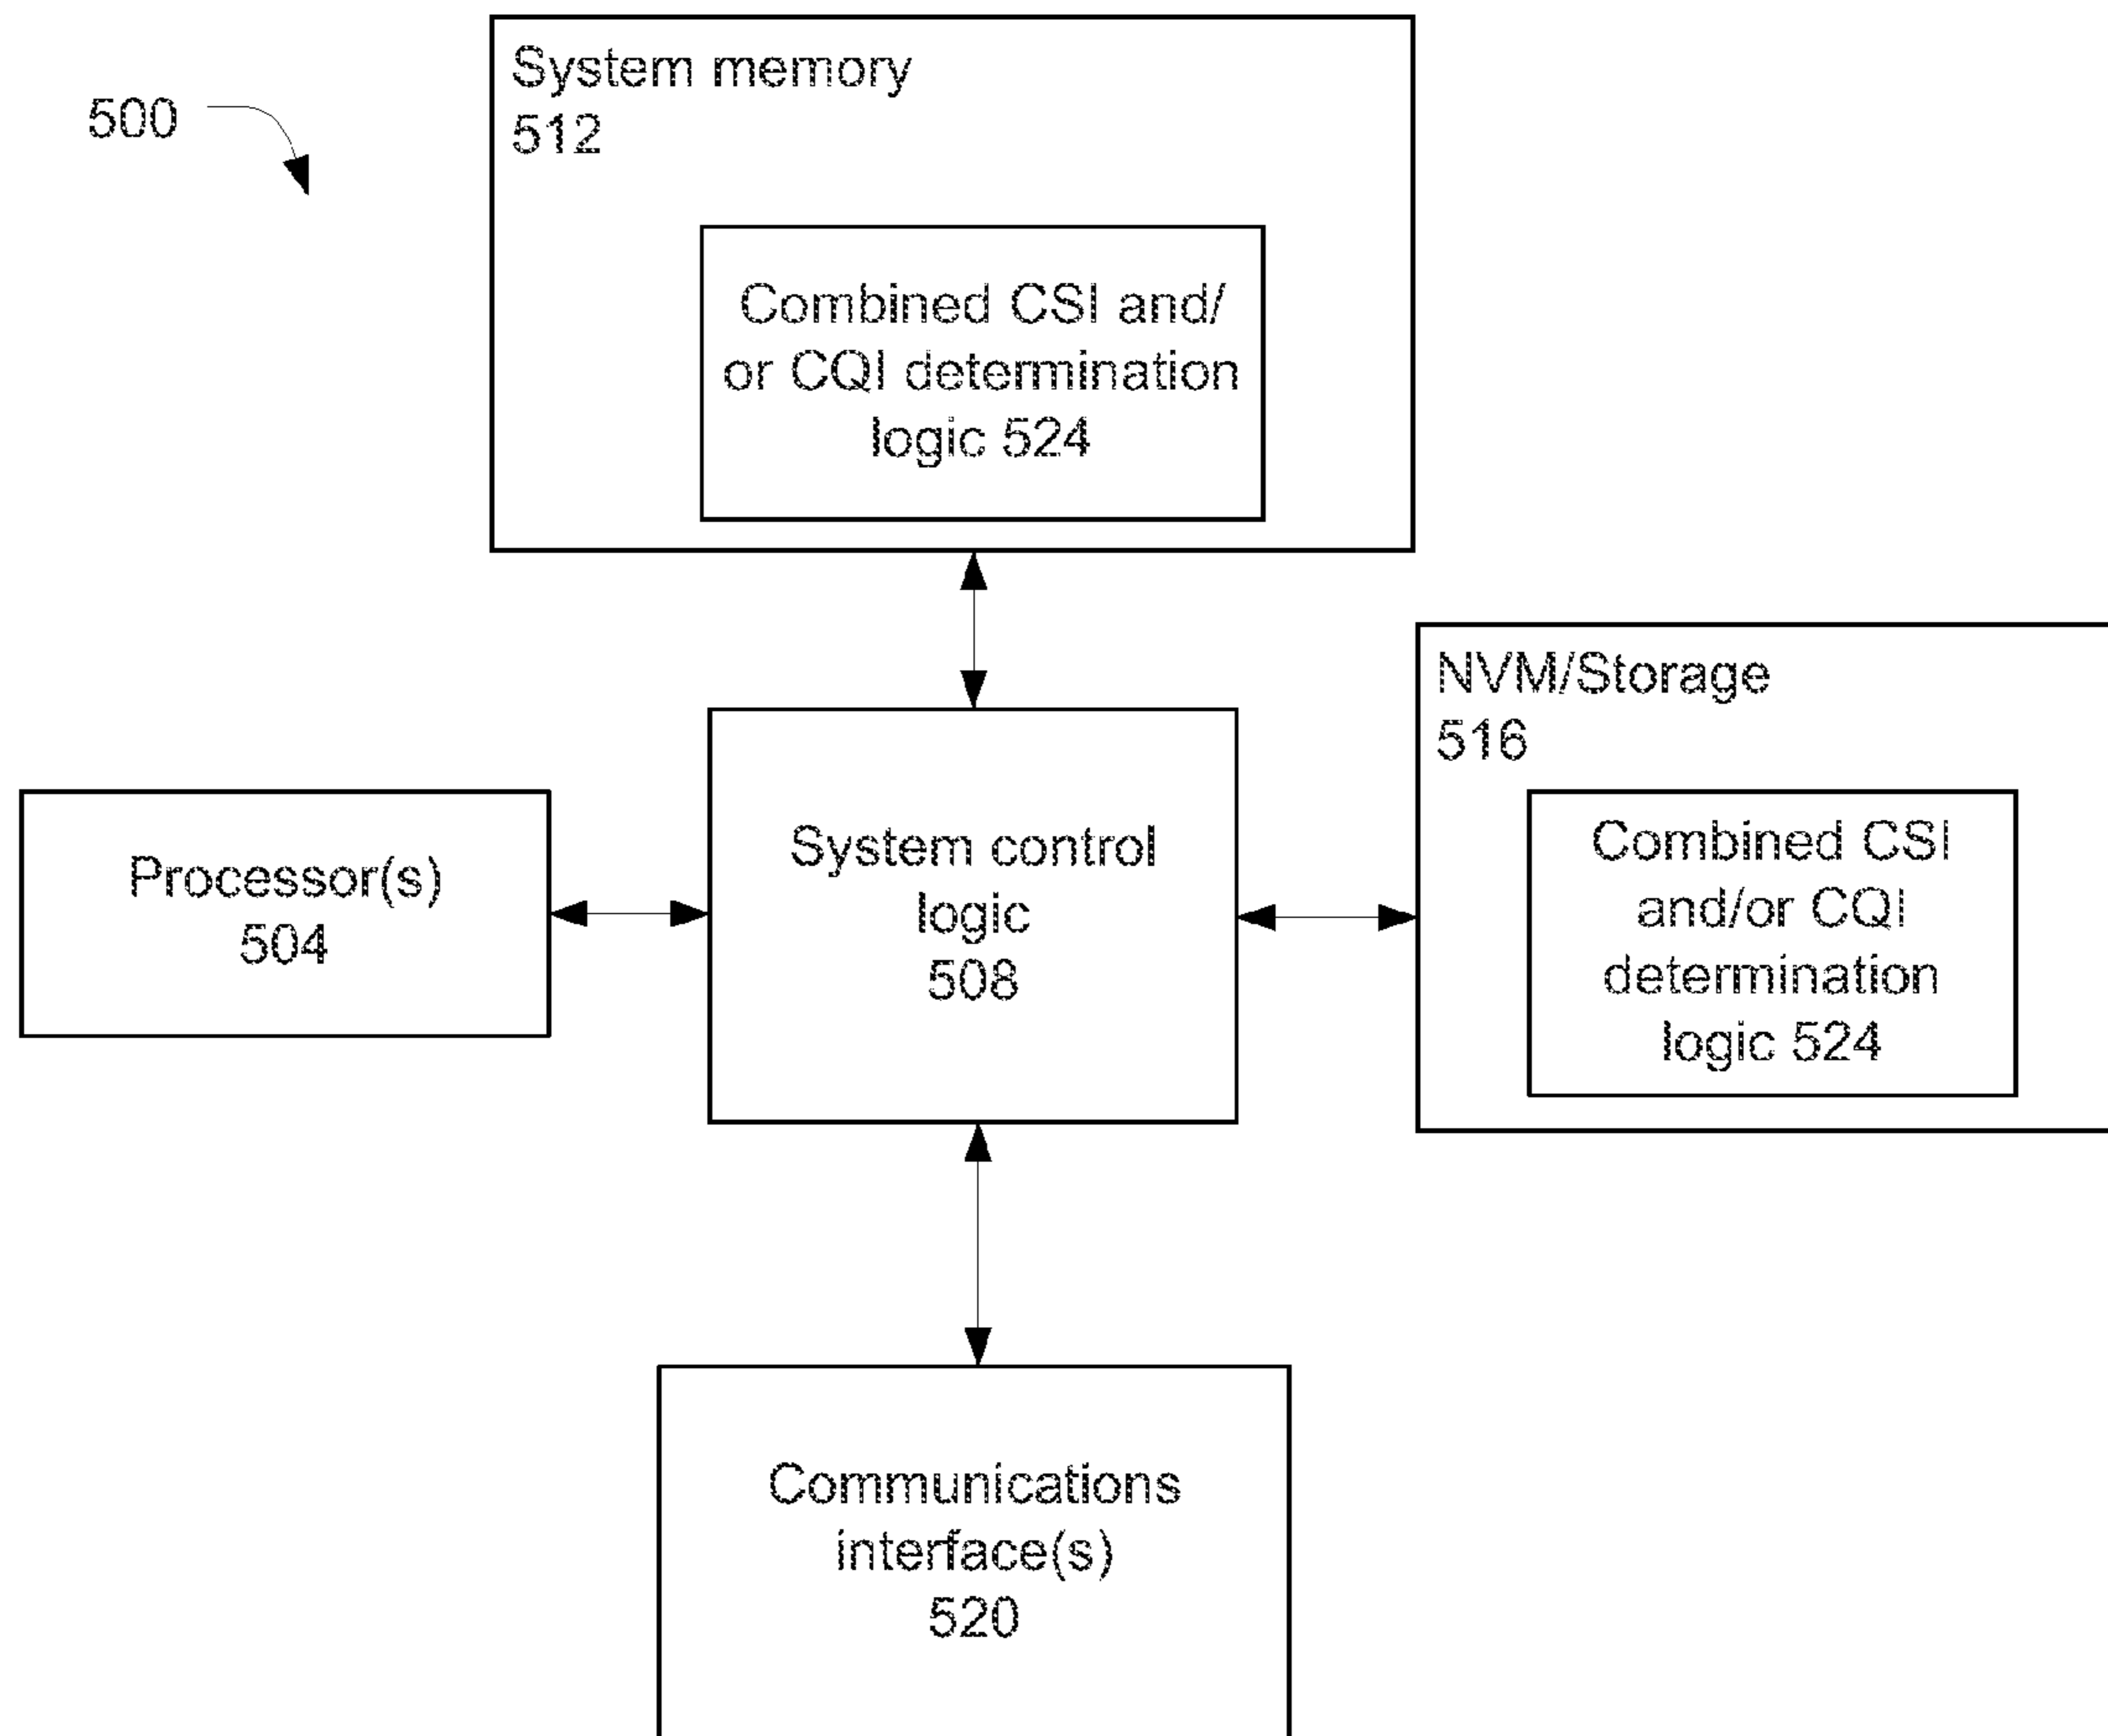 500
System memory
512
Combined CSI and/
or CQI determination
logic 524
NVM/Storage
516
Combined CSI
and/or CQI
determination
logic 524
System control
logic
508
Processor(s)
504
Communications
interface(s)
520